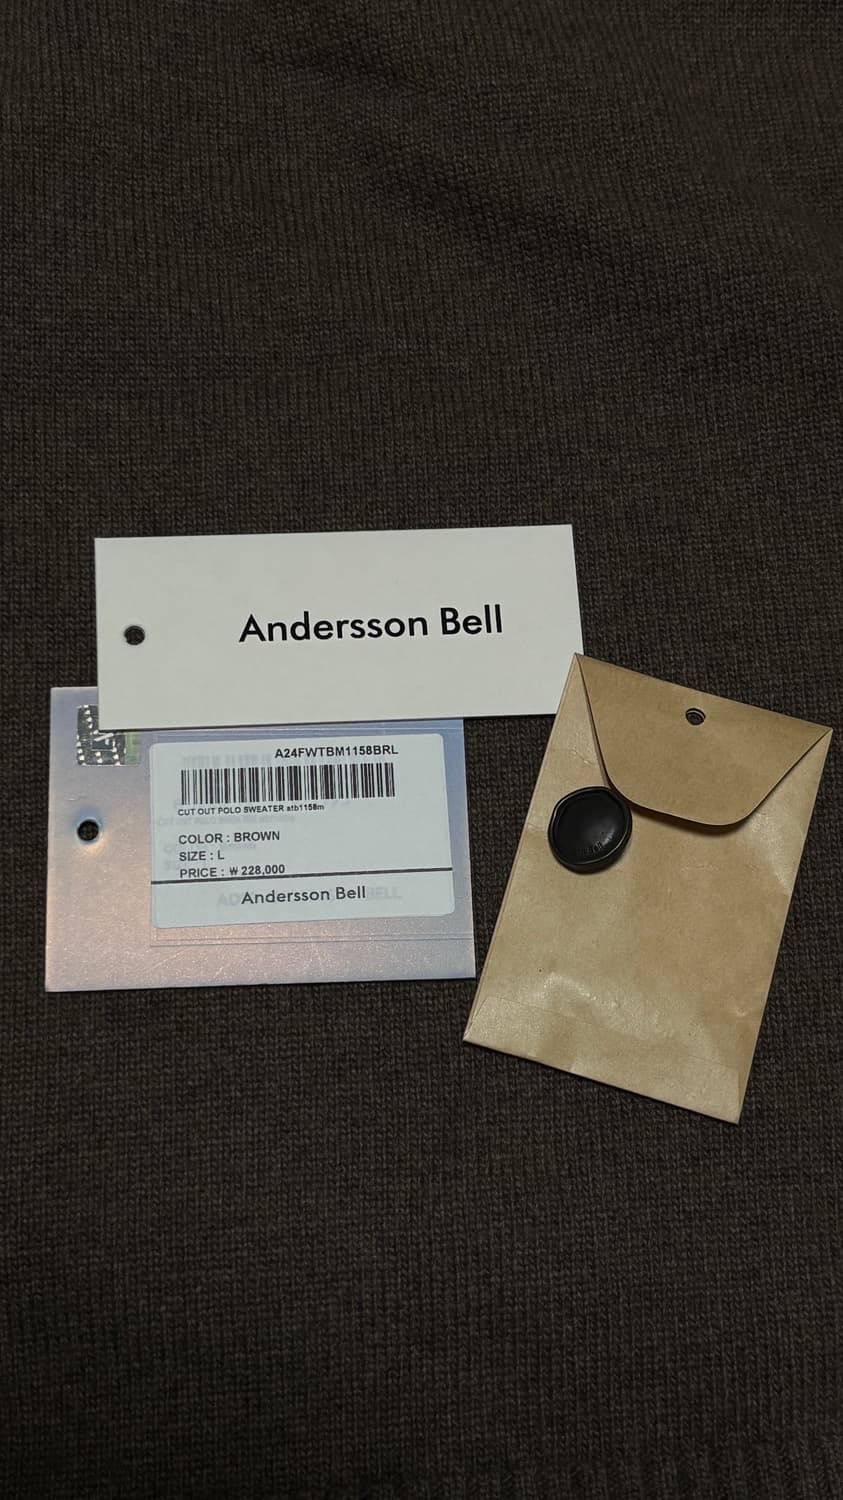 Andersson Bell
A24FWTBM1158BRL
CUT OUT POLO SWEATER atb1158m
COLOR : BROWN
SIZE : L
PRICE : ₩ 228,000
Andersson Bell